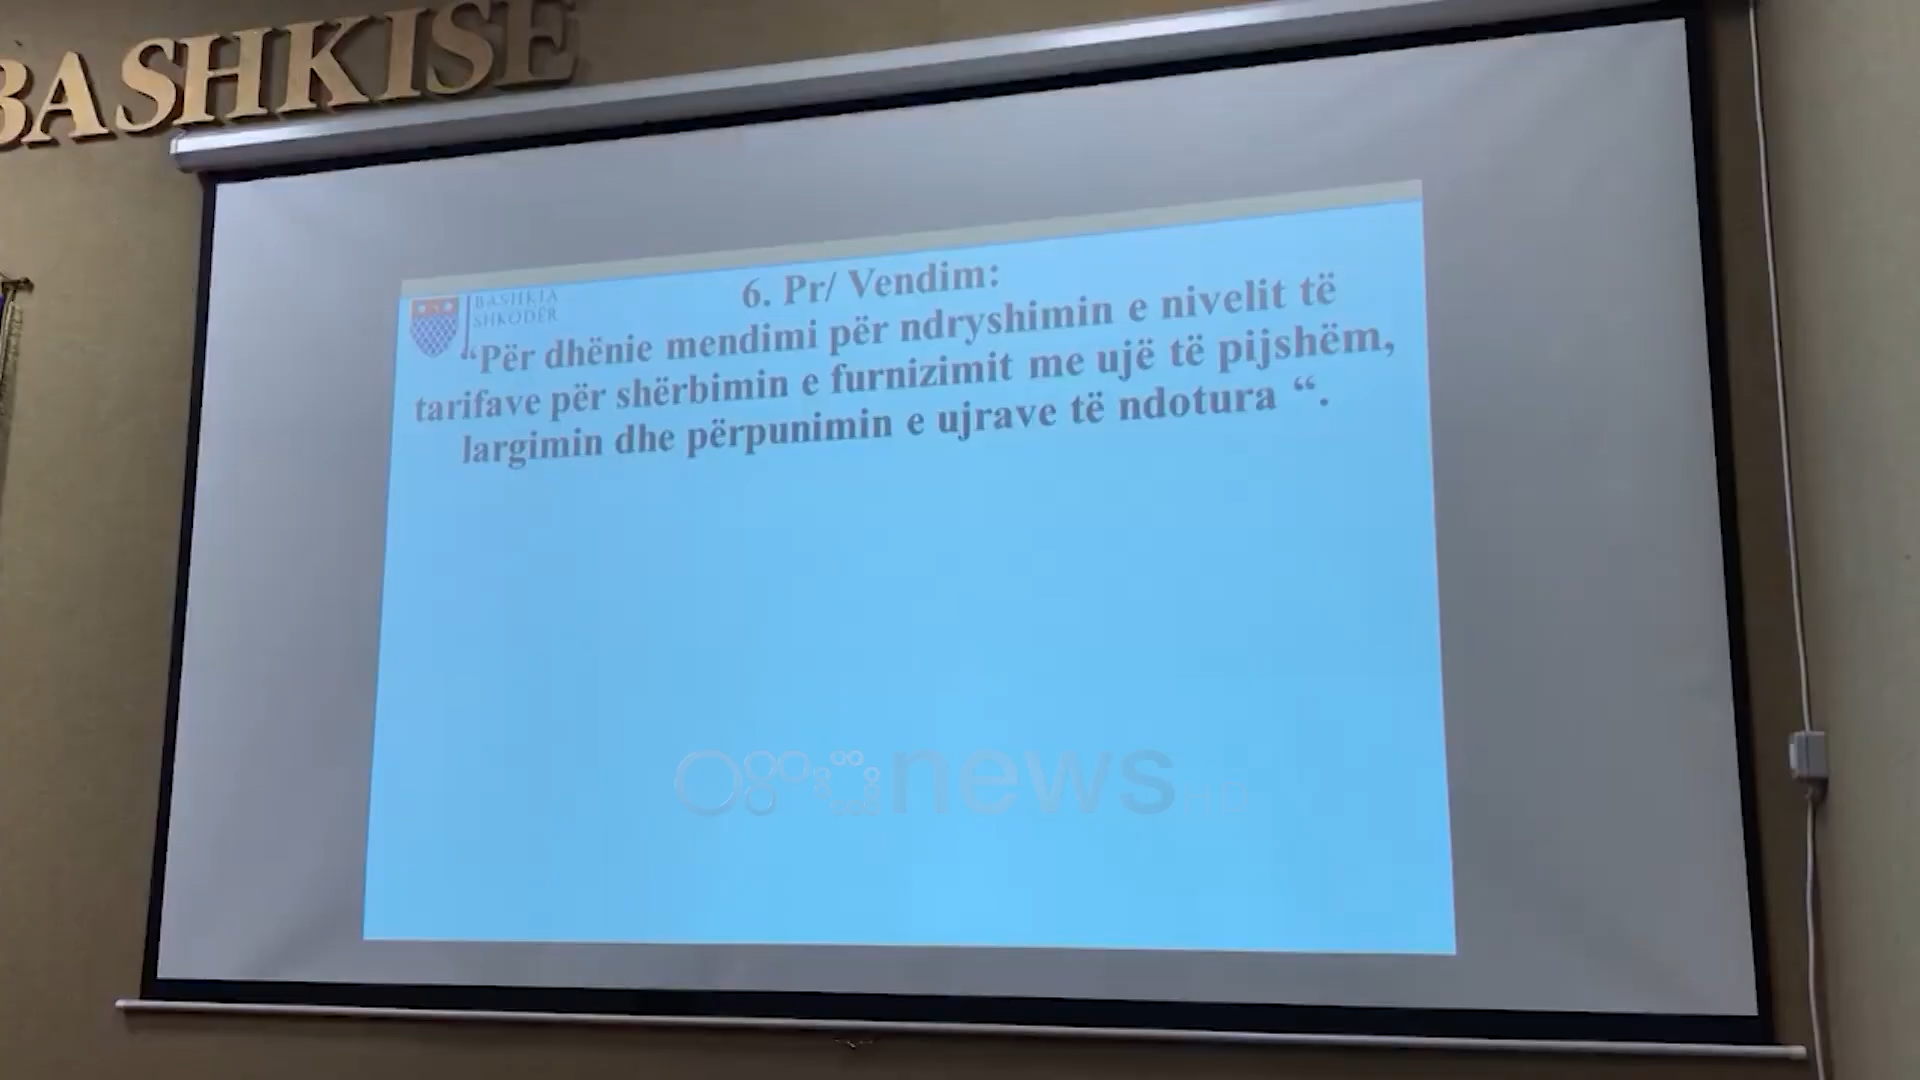 BASHKISE
BASHKIA
SHKODËR
6. Pr/ Vendim:
“Për dhënie mendimi për ndryshimin e nivelit të
tarifave për shërbimin e furnizimit me ujë të pijshëm,
largimin dhe përpunimin e ujrave të ndotura “.
news HD